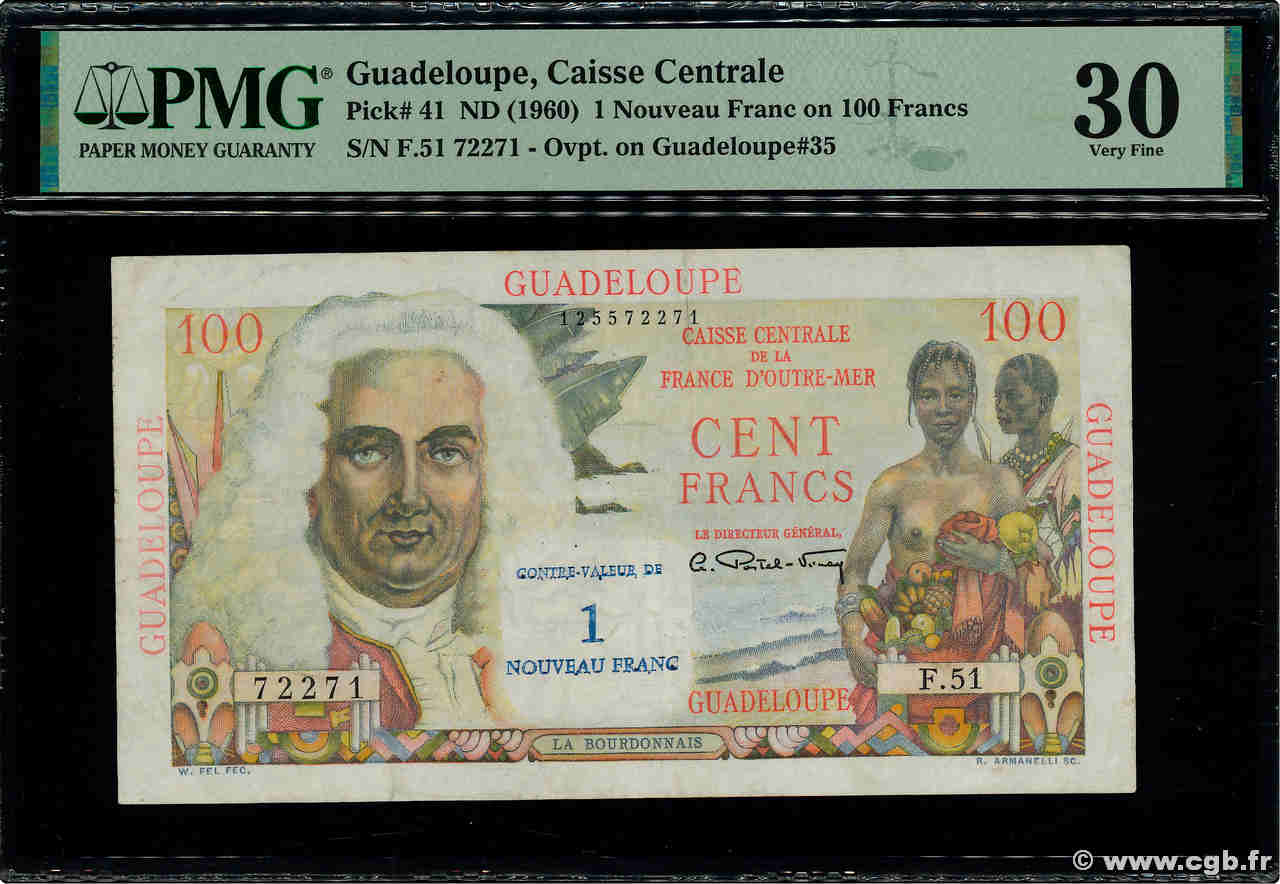 PMG®
PAPER MONEY GUARANTY
Guadeloupe, Caisse Centrale
Pick# 41 ND (1960) 1 Nouveau Franc on 100 Francs
S/N F.51 72271 - Ovpt. on Guadeloupe#35
30
Very Fine
GUADELOUPE
100
125572271
100
CAISSE CENTRALE
DE LA
FRANCE D'OUTRE-MER
CENT
FRANCS
GUADELOUPE
GUADELOUPE
LE DIRECTEUR GÉNÉRAL,
A. Postel-Vinay
CONTRE-VALEUR DE
1
NOUVEAU FRANC
72271
F.51
GUADELOUPE
LA BOURDONNAIS
W. FEL FEC.
R. ARMANELLI SC.
© www.cgb.fr